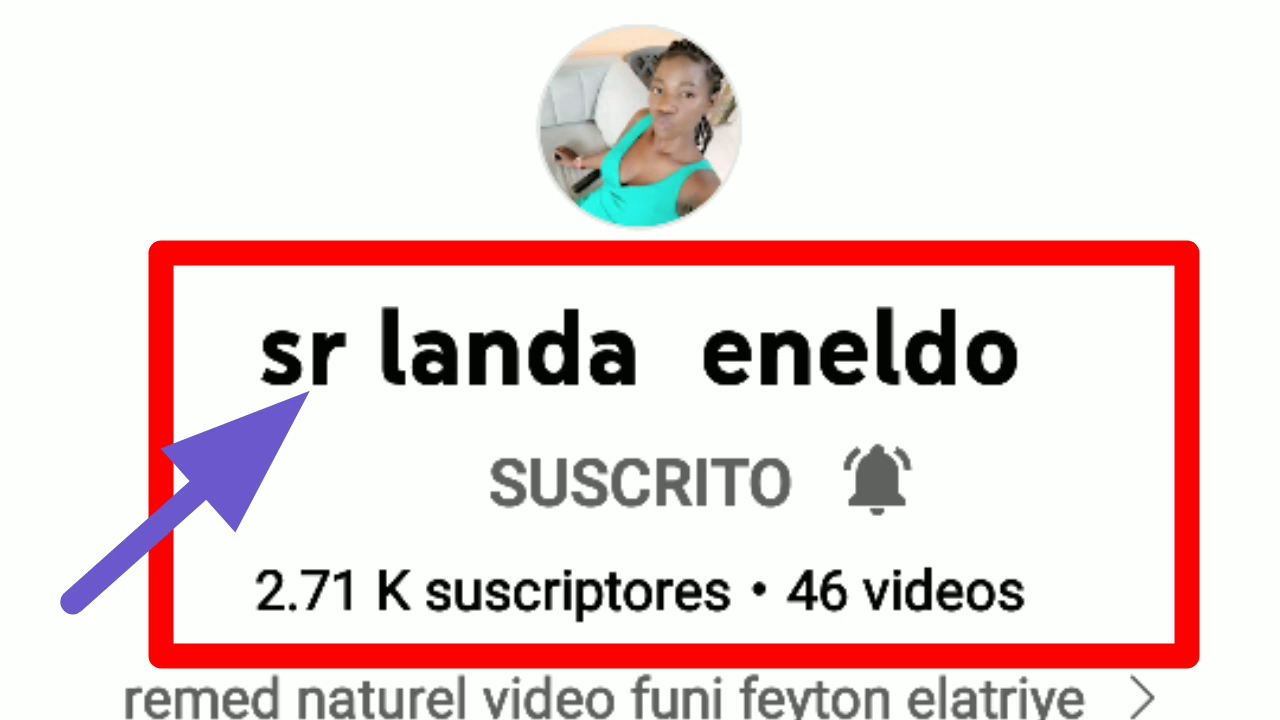 sr landa eneldo
SUSCRITO
2.71 K suscriptores • 46 videos
remed naturel video funi feyton elatriye